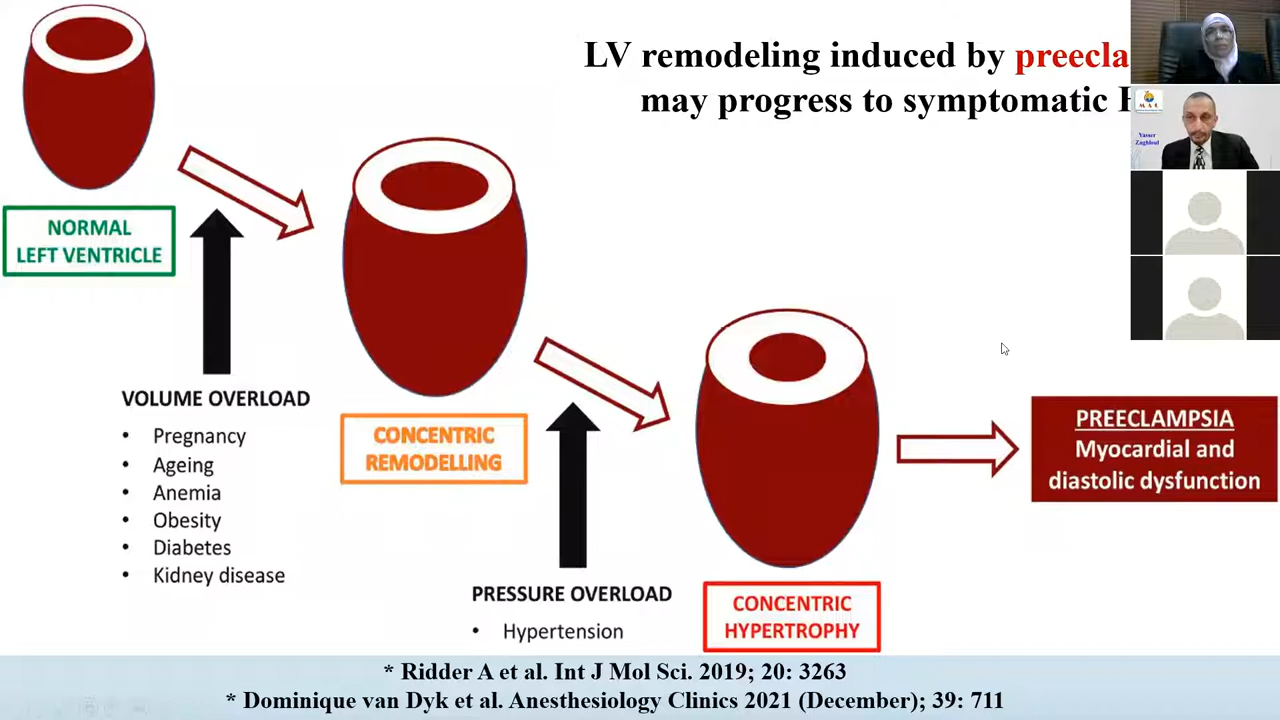 LV remodeling induced by
may progress to symptomatic
M A L
Yasser
Zaghloul
NORMAL
LEFT VENTRICLE
VOLUME OVERLOAD
• Pregnancy
• Ageing
• Anemia
• Obesity
• Diabetes
• Kidney disease
CONCENTRIC
REMODELLING
PRESSURE OVERLOAD
• Hypertension
CONCENTRIC
HYPERTROPHY
PREECLAMPSIA
Myocardial and
diastolic dysfunction
* Ridder A et al. Int J Mol Sci. 2019; 20: 3263
* Dominique van Dyk et al. Anesthesiology Clinics 2021 (December); 39: 711